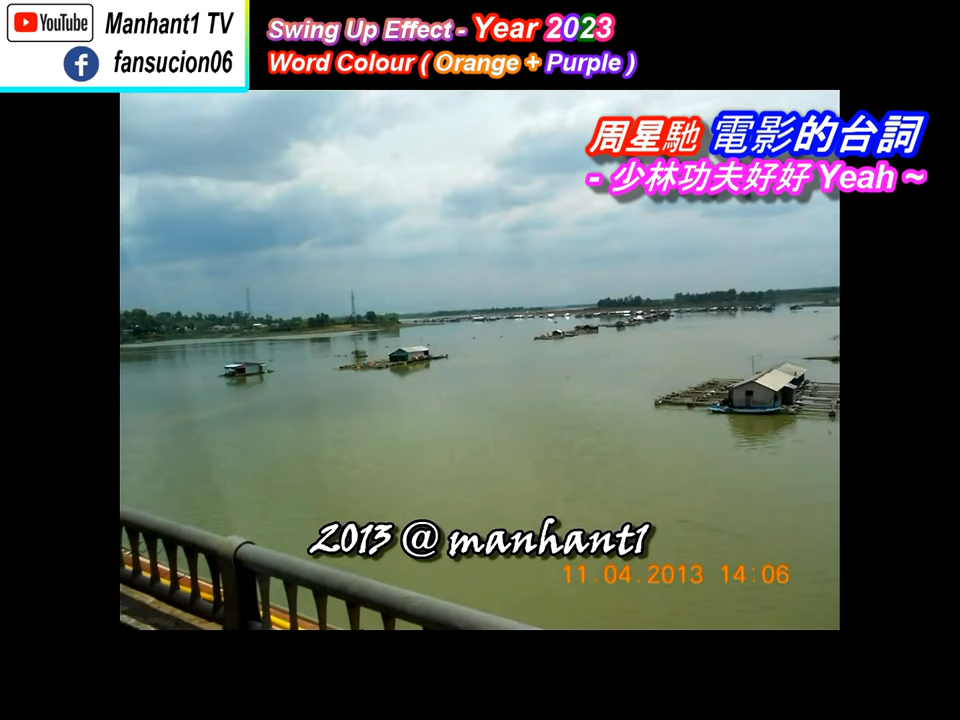 YouTube Manhant1 TV
fansucion06
Swing Up Effect - Year 2023
Word Colour ( Orange + Purple )
周星馳 電影的台詞
- 少林功夫好好 Yeah ~
2013 @ manhant1
11.04.2013 14:06